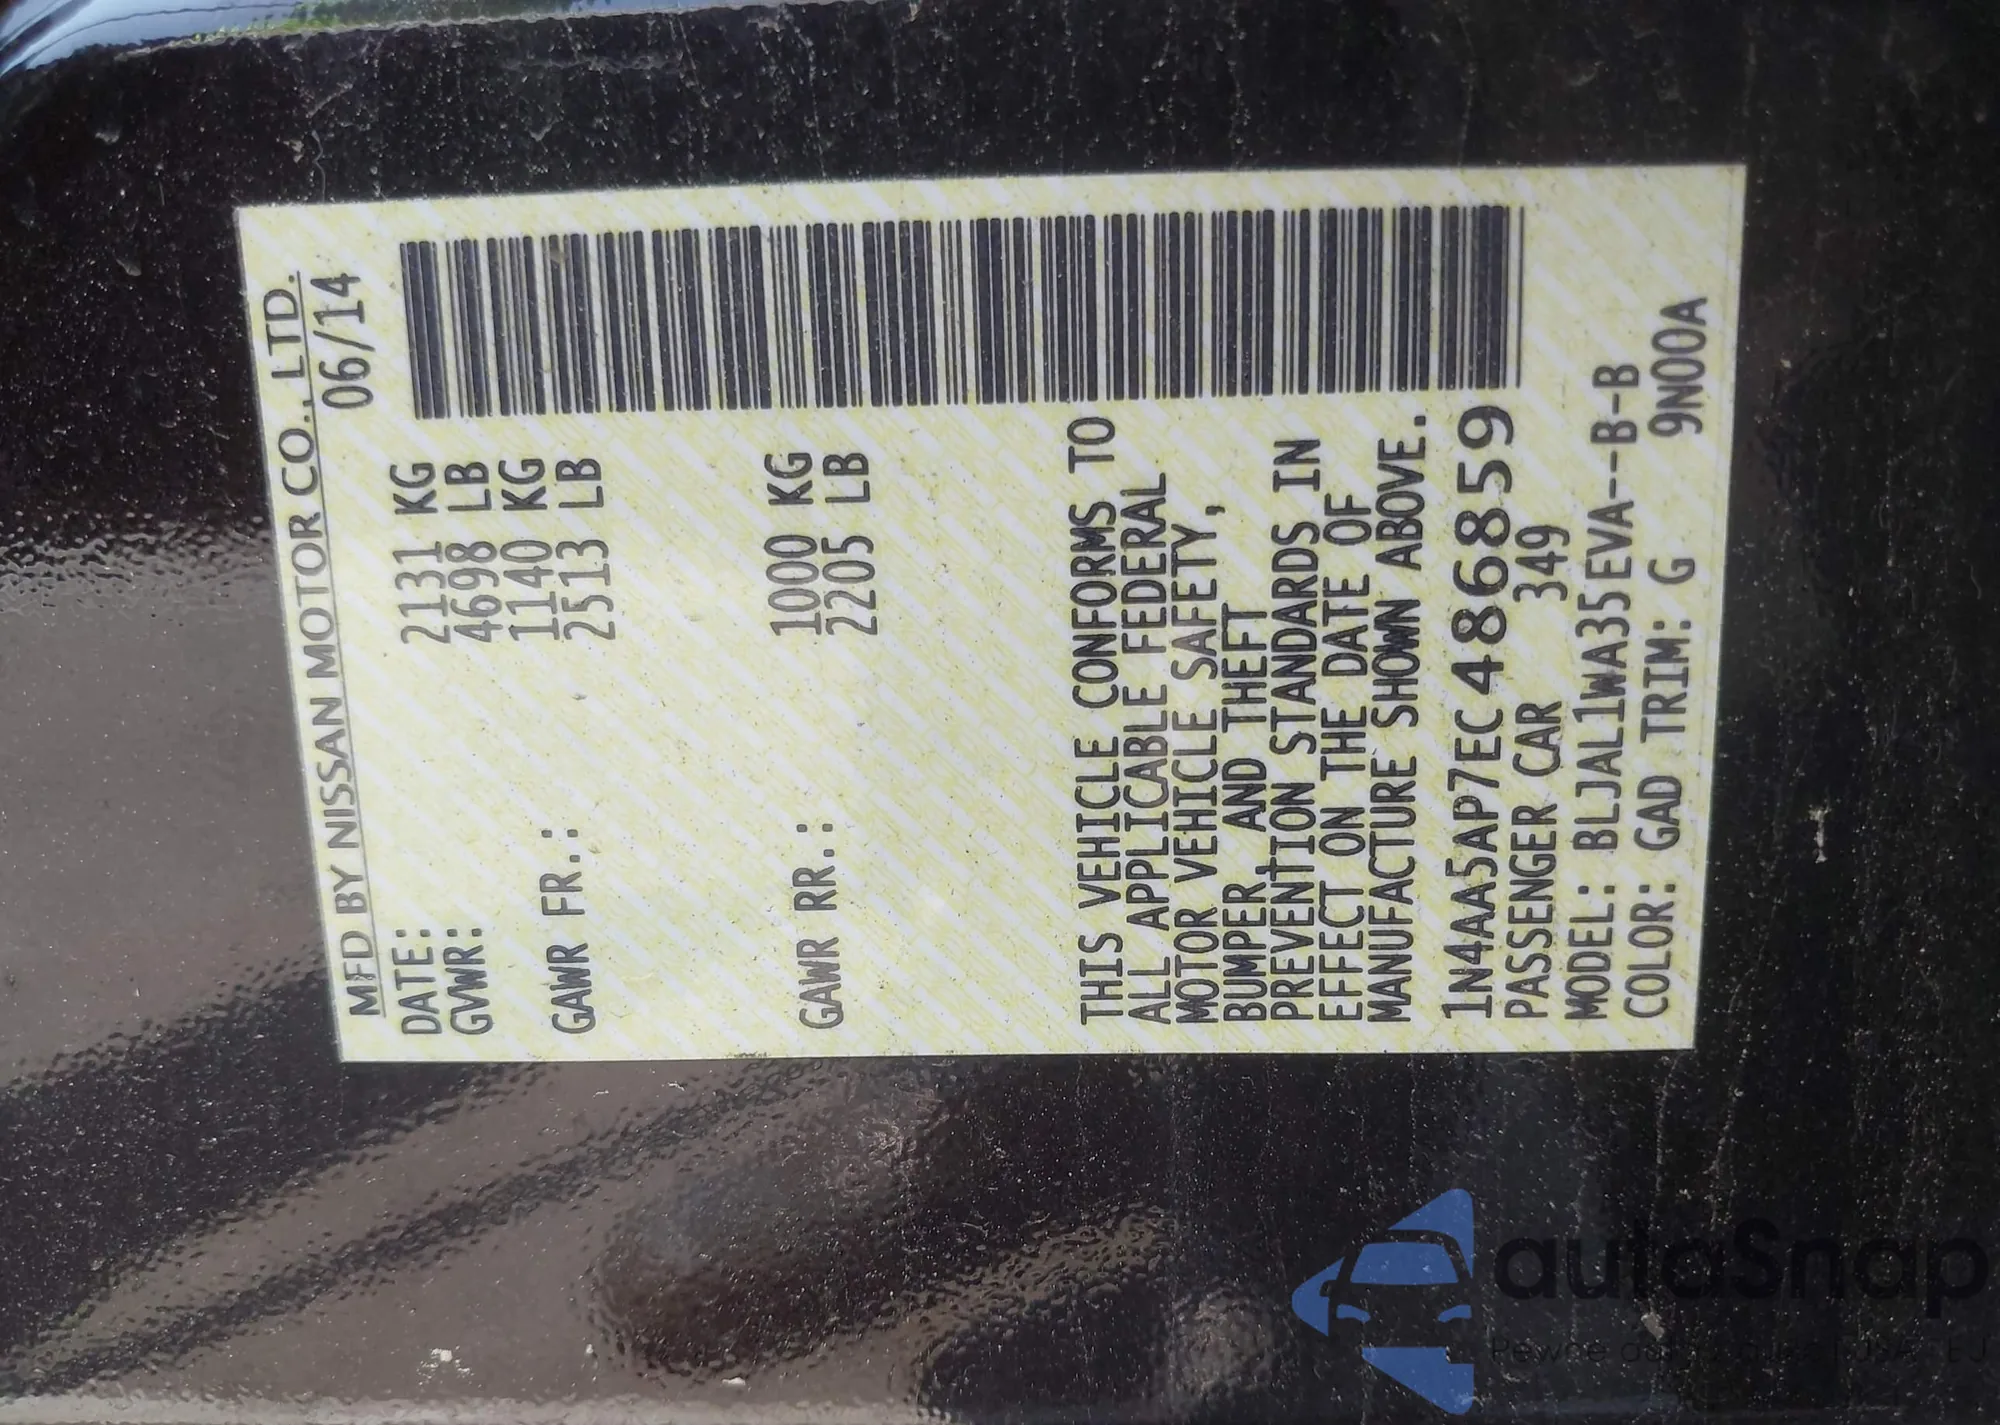 MFD BY NISSAN MOTOR CO., LTD.
DATE: 06/14
GVWR: 2131 KG
4698 LB
GAWR FR.: 1140 KG
2513 LB
GAWR RR.: 1000 KG
2205 LB
THIS VEHICLE CONFORMS TO
ALL APPLICABLE FEDERAL
MOTOR VEHICLE SAFETY,
BUMPER, AND THEFT
PREVENTION STANDARDS IN
EFFECT ON THE DATE OF
MANUFACTURE SHOWN ABOVE.
1N4AA5AP7EC486859
PASSENGER CAR 349
MODEL: BLJAL1WA35EVA--B-B
COLOR: GAD TRIM: G 9N00A
autaSnap
Pewne